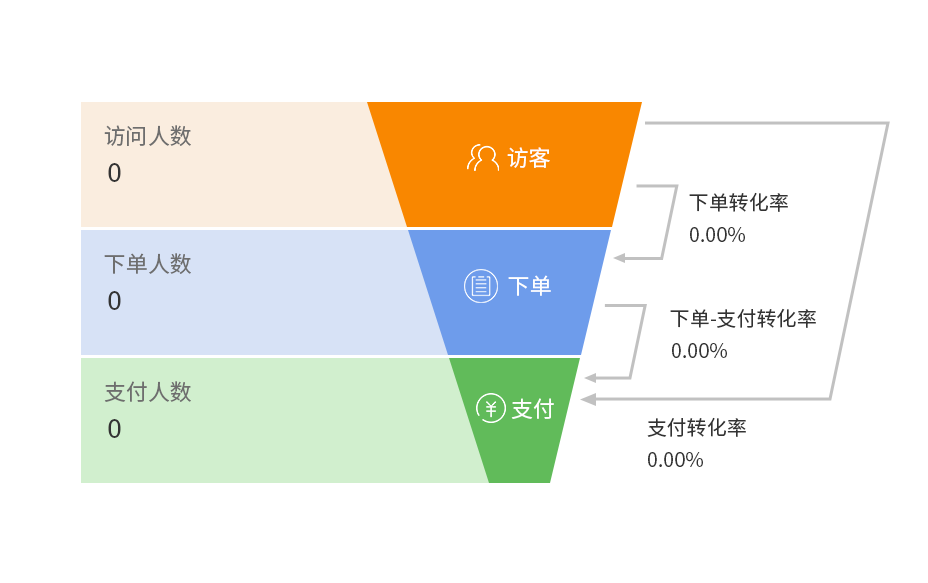 访问人数
0
访客
下单转化率
0.00%
下单人数
0
下单
下单-支付转化率
0.00%
支付人数
0
支付
支付转化率
0.00%